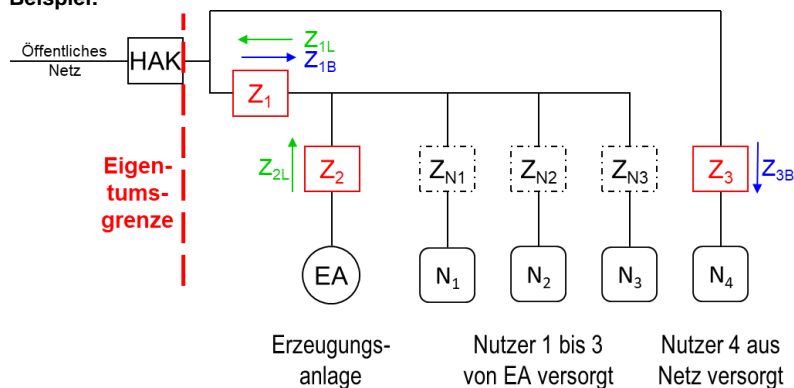 Beispiel:
Öffentliches
Netz
HAK
Z1L
Z1B
Z1
Eigen-
tums-
grenze
Z2L
Z2
ZN1
ZN2
ZN3
Z3
Z3B
EA
N1
N2
N3
N4
Erzeugungs-
anlage
Nutzer 1 bis 3
von EA versorgt
Nutzer 4 aus
Netz versorgt